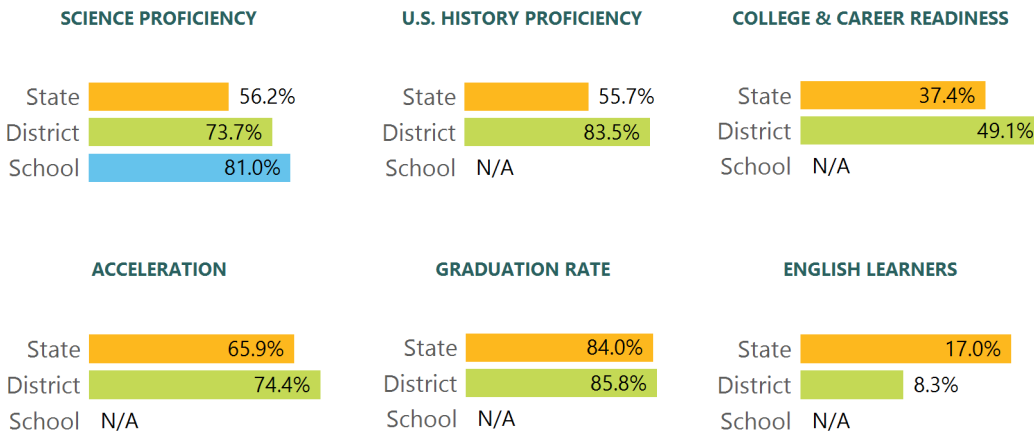 SCIENCE PROFICIENCY
State 56.2%
District 73.7%
School 81.0%
U.S. HISTORY PROFICIENCY
State 55.7%
District 83.5%
School N/A
COLLEGE & CAREER READINESS
State 37.4%
District 49.1%
School N/A
ACCELERATION
State 65.9%
District 74.4%
School N/A
GRADUATION RATE
State 84.0%
District 85.8%
School N/A
ENGLISH LEARNERS
State 17.0%
District 8.3%
School N/A